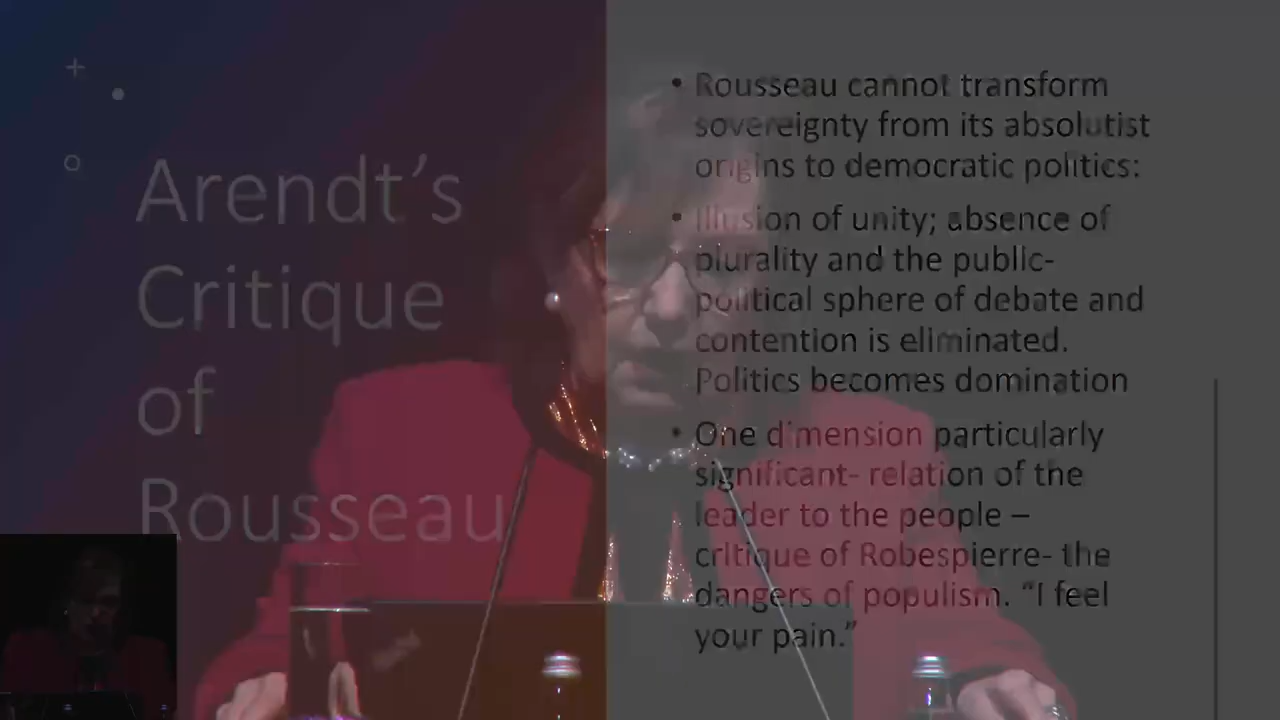 Arendt’s
Critique
of
Rousseau
• Rousseau cannot transform
sovereignty from its absolutist
origins to democratic politics:
• Illusion of unity; absence of
plurality and the public-
political sphere of debate and
contention is eliminated.
Politics becomes domination
• One dimension particularly
significant- relation of the
leader to the people –
critique of Robespierre- the
dangers of populism. “I feel
your pain.”